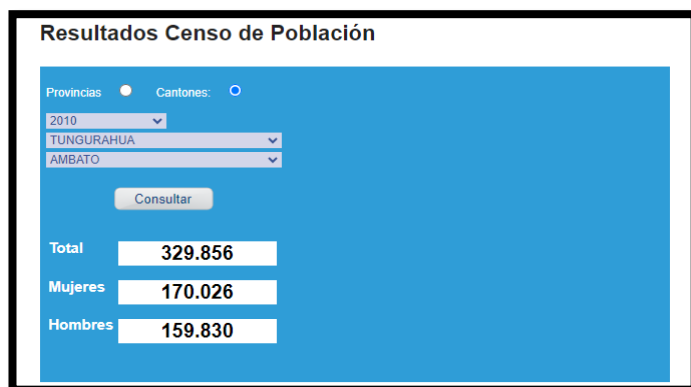 Resultados Censo de Población
Provincias Cantones:
2010
TUNGURAHUA
AMBATO
Consultar
Total 329.856
Mujeres 170.026
Hombres 159.830